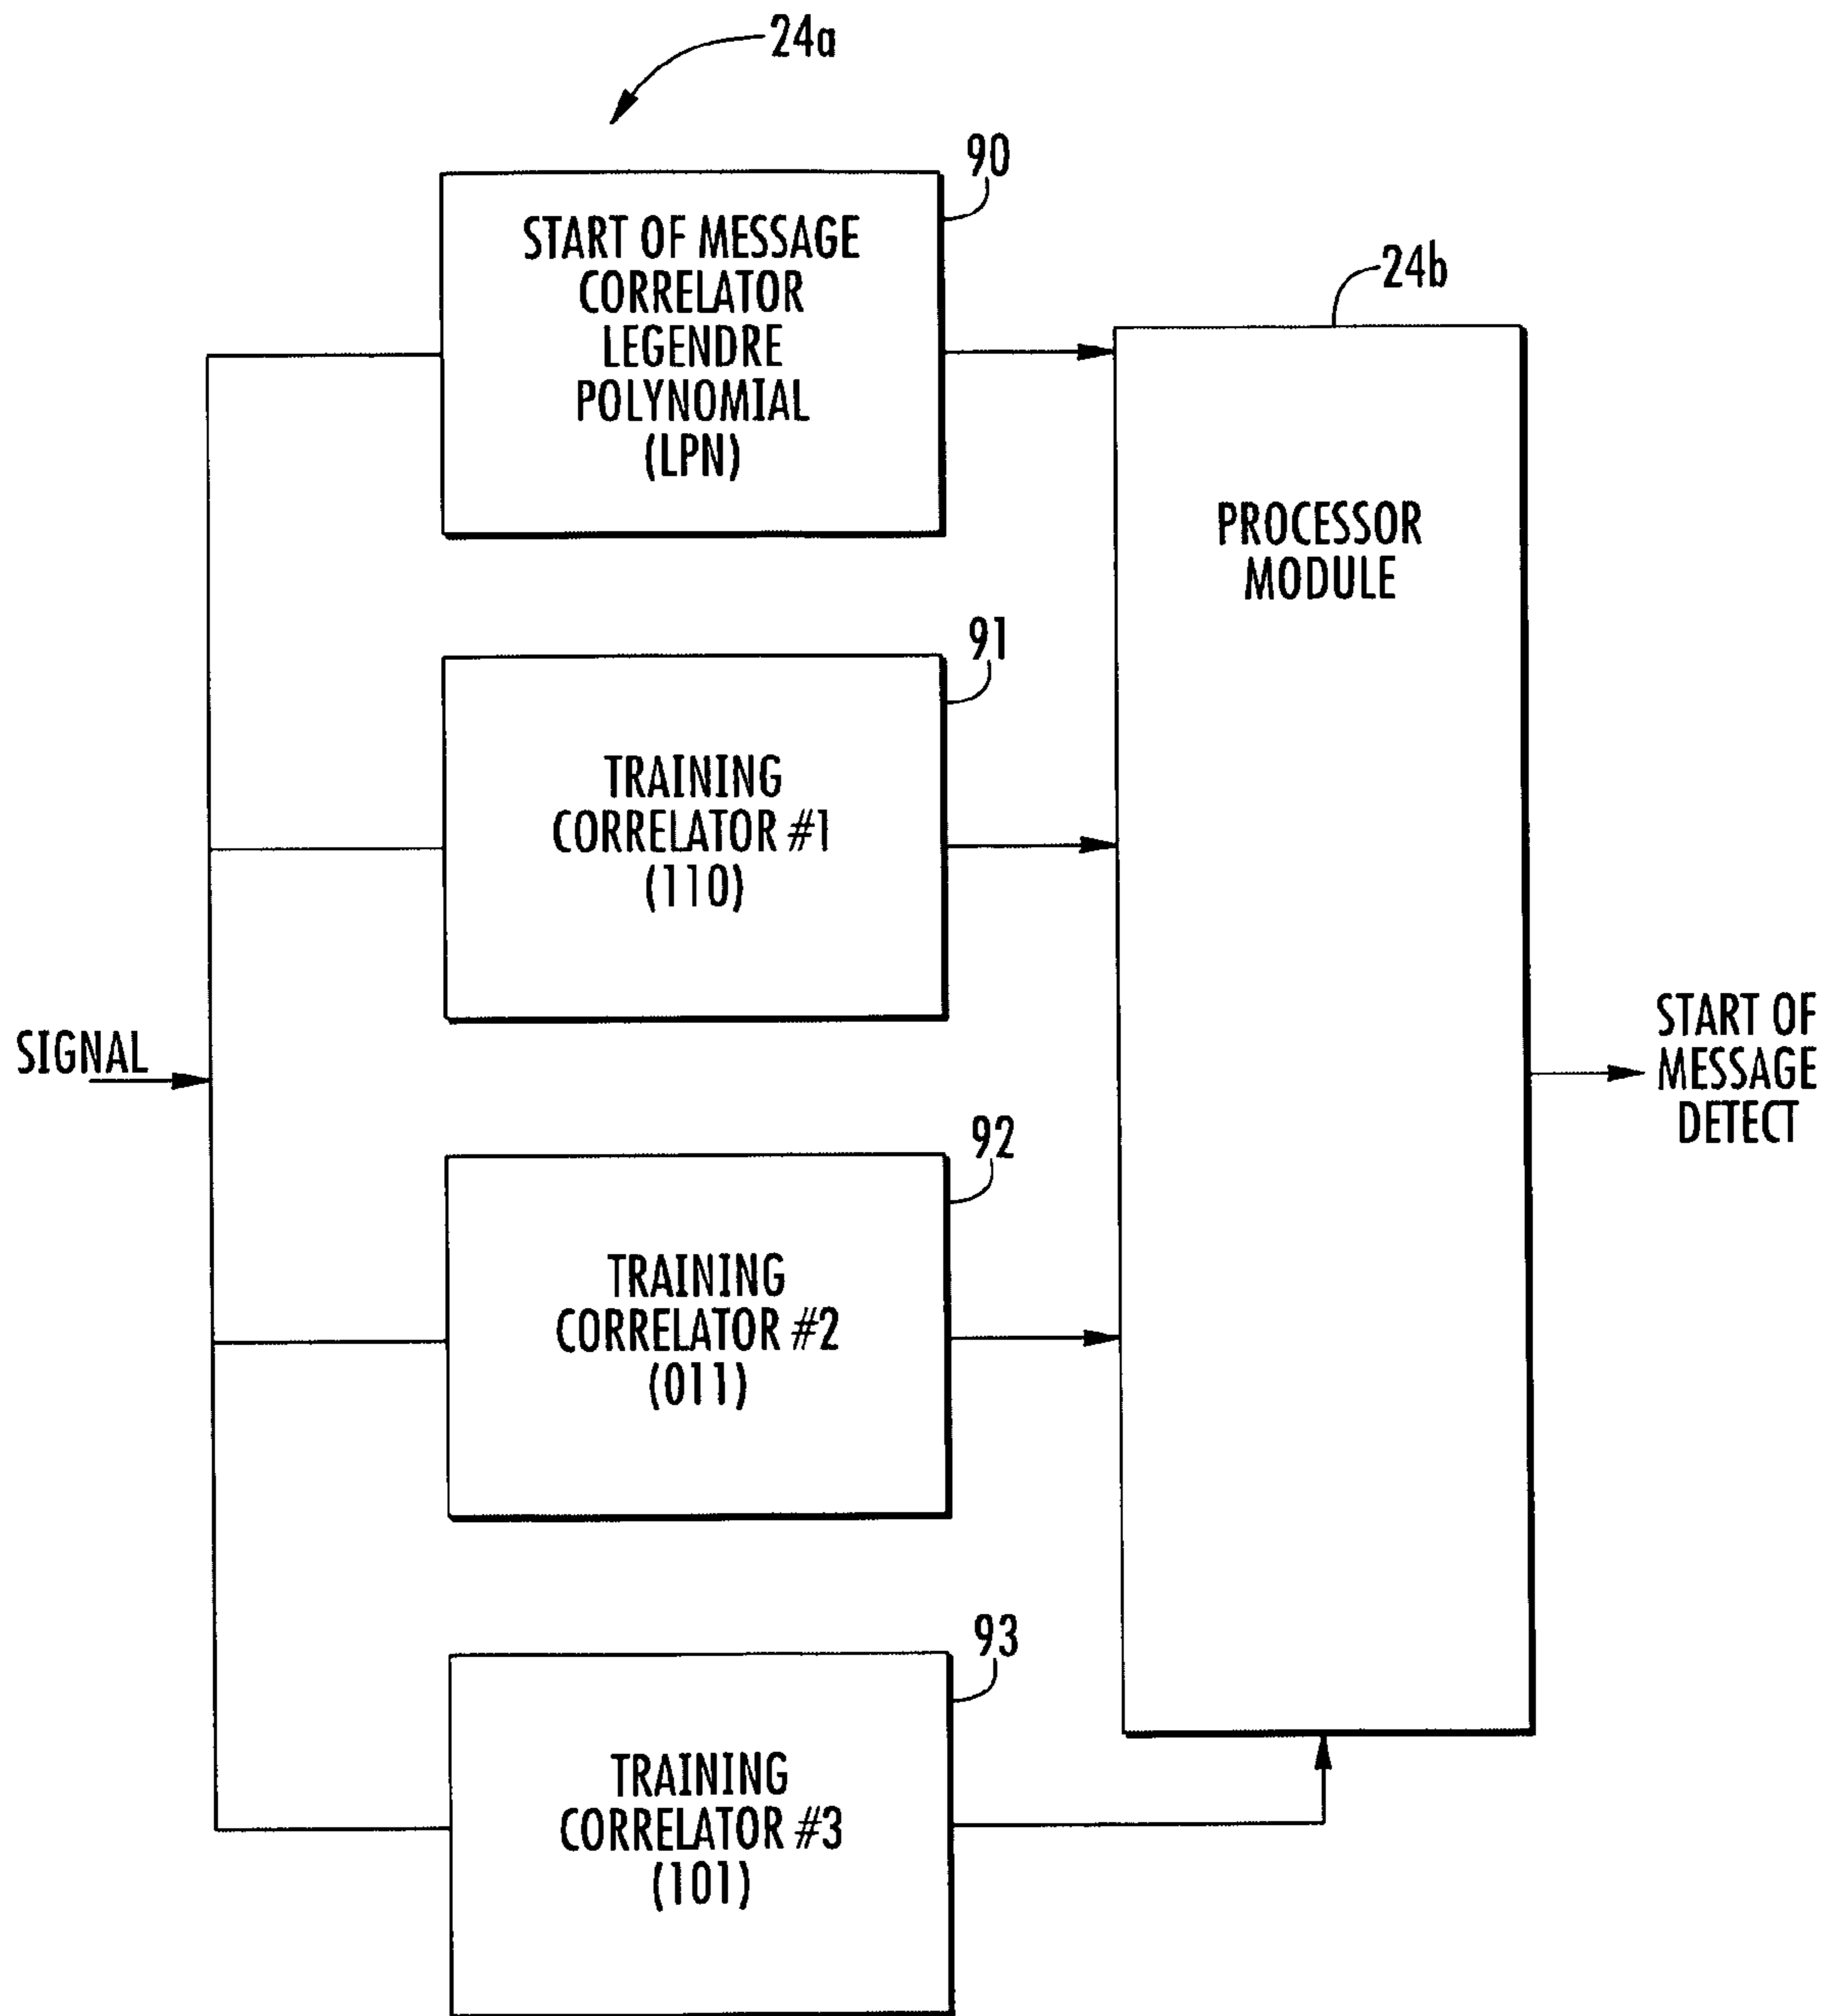 24a
90
START OF MESSAGE
CORRELATOR
LEGENDRE
POLYNOMIAL
(LPN)
24b
PROCESSOR
MODULE
91
TRAINING
CORRELATOR #1
(110)
SIGNAL
START OF
MESSAGE
DETECT
92
TRAINING
CORRELATOR #2
(011)
93
TRAINING
CORRELATOR #3
(101)